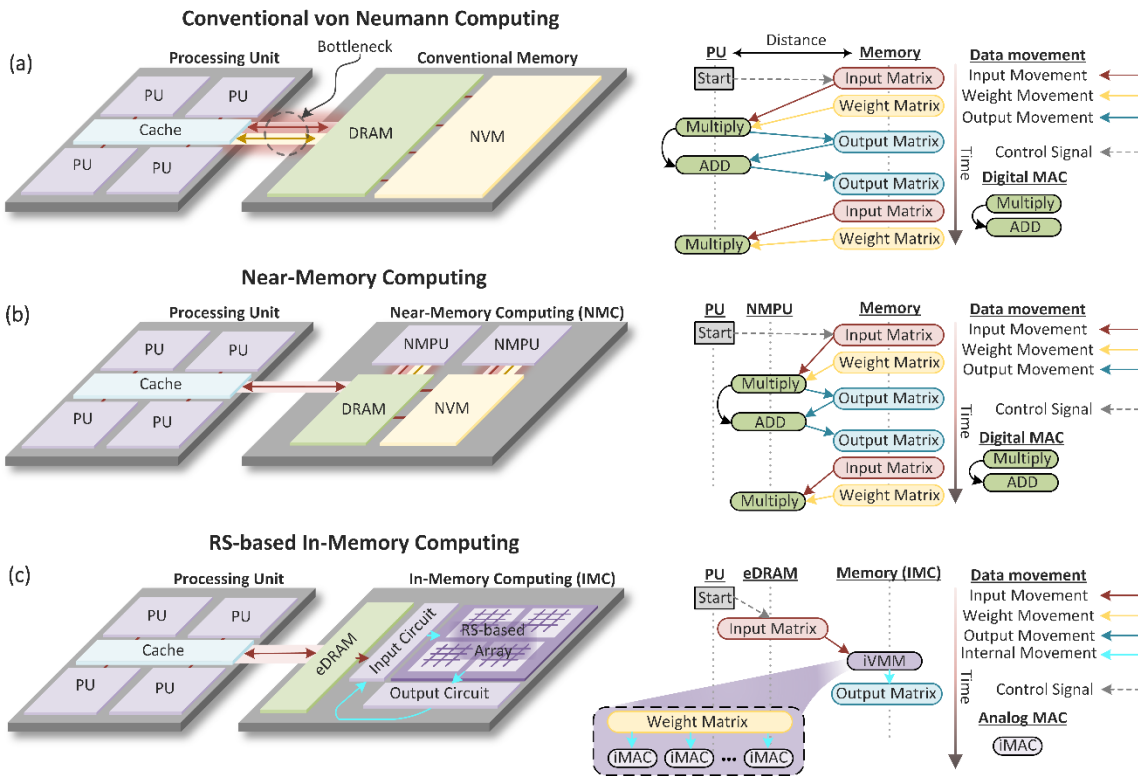 Conventional von Neumann Computing
(a)
Processing Unit
Bottleneck
Conventional Memory
PU
PU
Cache
PU
PU
DRAM
NVM
PU
Distance
Memory
Start
Input Matrix
Weight Matrix
Multiply
Output Matrix
ADD
Output Matrix
Input Matrix
Multiply
Weight Matrix
Time
Data movement
Input Movement
Weight Movement
Output Movement
Control Signal
Digital MAC
Multiply
ADD
Near-Memory Computing
(b)
Processing Unit
Near-Memory Computing (NMC)
PU
PU
Cache
PU
PU
NMPU
NMPU
DRAM
NVM
PU
NMPU
Memory
Start
Input Matrix
Weight Matrix
Multiply
Output Matrix
ADD
Output Matrix
Input Matrix
Multiply
Weight Matrix
Time
Data movement
Input Movement
Weight Movement
Output Movement
Control Signal
Digital MAC
Multiply
ADD
RS-based In-Memory Computing
(c)
Processing Unit
In-Memory Computing (IMC)
PU
PU
Cache
PU
PU
eDRAM
Input Circuit
RS-based
Array
Output Circuit
PU
eDRAM
Memory (IMC)
Start
Input Matrix
iVMM
Output Matrix
Weight Matrix
iMAC
iMAC
...
iMAC
Time
Data movement
Input Movement
Weight Movement
Output Movement
Internal Movement
Control Signal
Analog MAC
iMAC